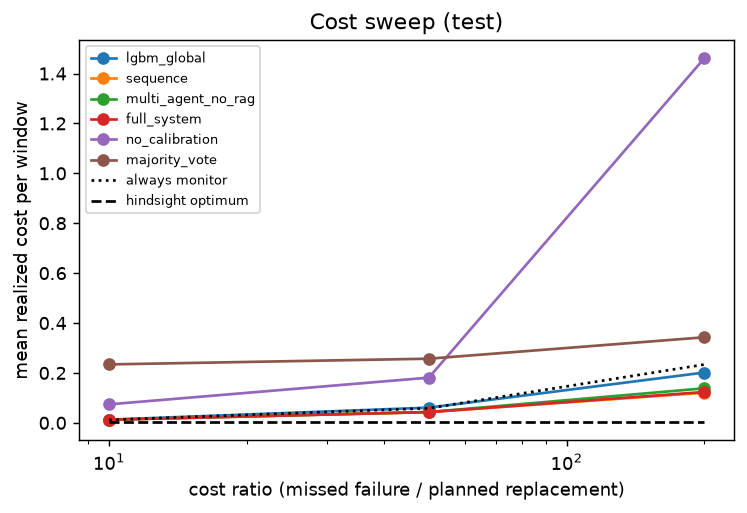 Cost sweep (test)
mean realized cost per window
1.4
1.2
1.0
0.8
0.6
0.4
0.2
0.0
lgbm_global
sequence
multi_agent_no_rag
full_system
no_calibration
majority_vote
always monitor
hindsight optimum
10¹
10²
cost ratio (missed failure / planned replacement)